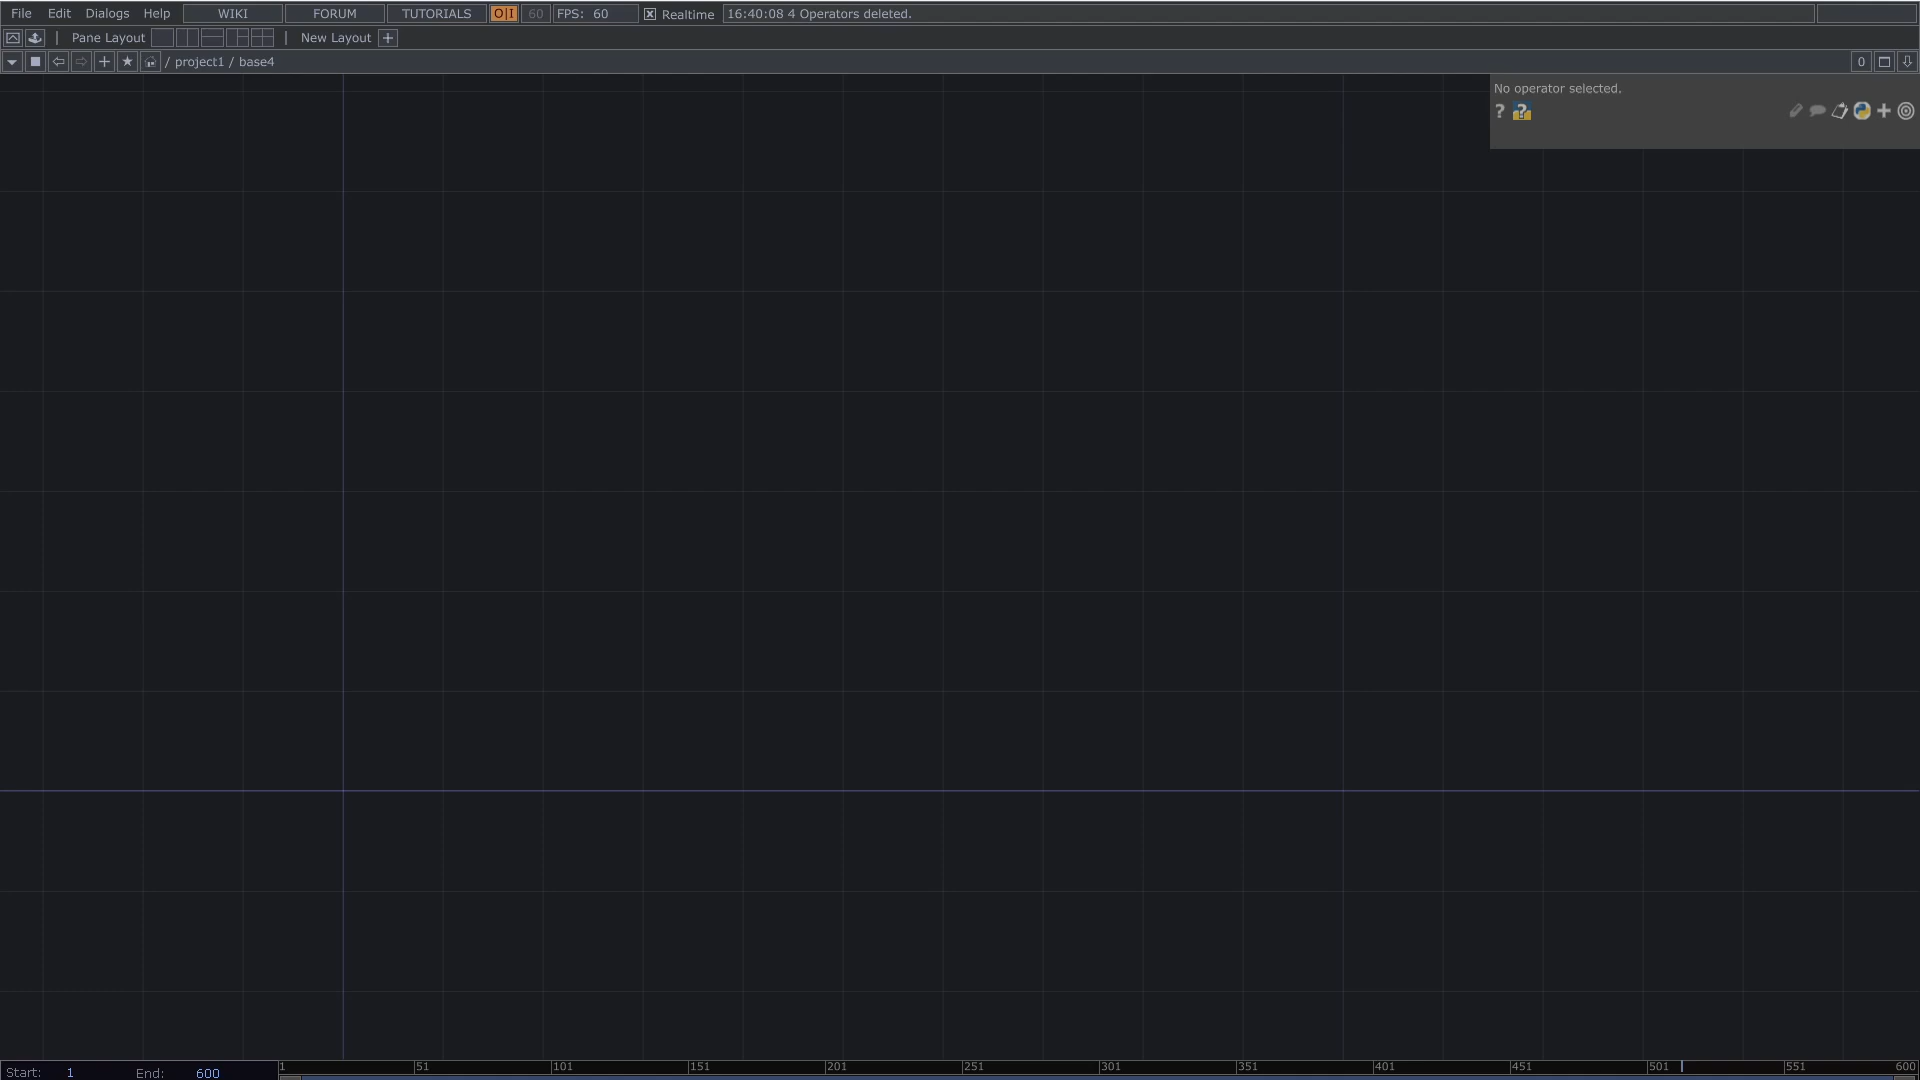 File Edit Dialogs Help WIKI FORUM TUTORIALS O|I 60 FPS: 60 Realtime 16:40:08 4 Operators deleted.
Pane Layout New Layout +
/ project1 / base4 0
No operator selected.
Start: 1 End: 600 1 51 101 151 201 251 301 351 401 451 501 551 600